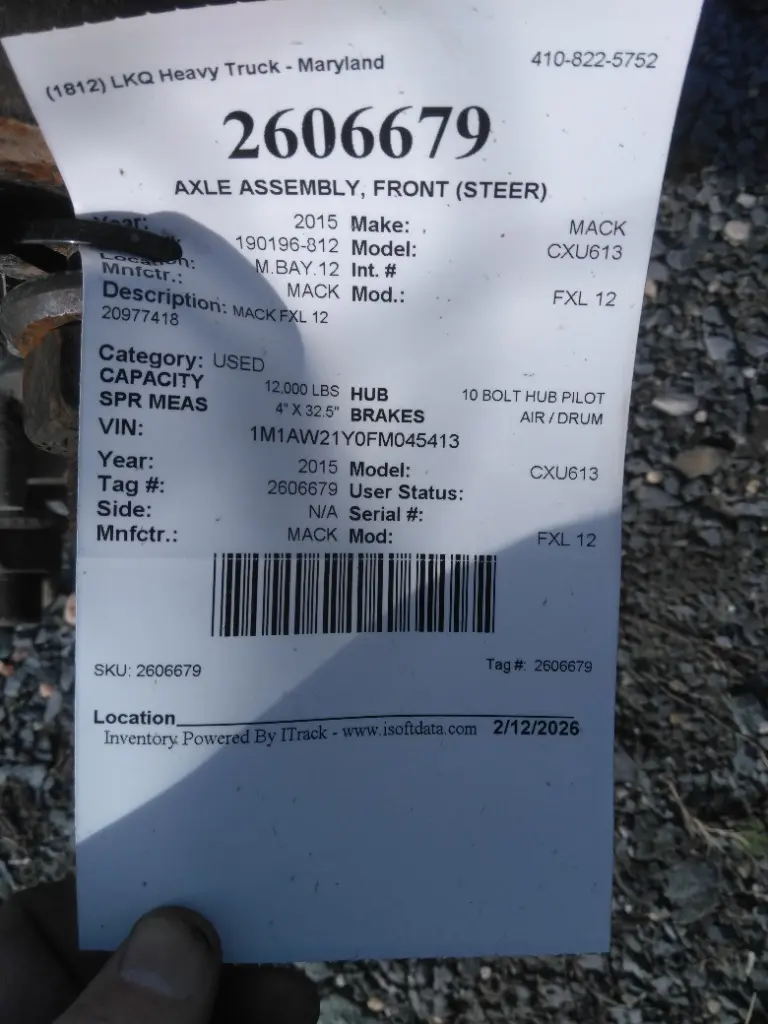 (1812) LKQ Heavy Truck - Maryland 410-822-5752
2606679
AXLE ASSEMBLY, FRONT (STEER)
Year: 2015 Make: MACK
190196-812 Model: CXU613
Location: M.BAY.12 Int. #
Mnfctr.: MACK Mod.: FXL 12
Description: MACK FXL 12
20977418
Category: USED
CAPACITY 12,000 LBS HUB 10 BOLT HUB PILOT
SPR MEAS 4" X 32.5" BRAKES AIR / DRUM
VIN: 1M1AW21Y0FM045413
Year: 2015 Model: CXU613
Tag #: 2606679 User Status:
Side: N/A Serial #:
Mnfctr.: MACK Mod: FXL 12
SKU: 2606679 Tag #: 2606679
Location
Inventory Powered By ITrack - www.isoftdata.com 2/12/2026